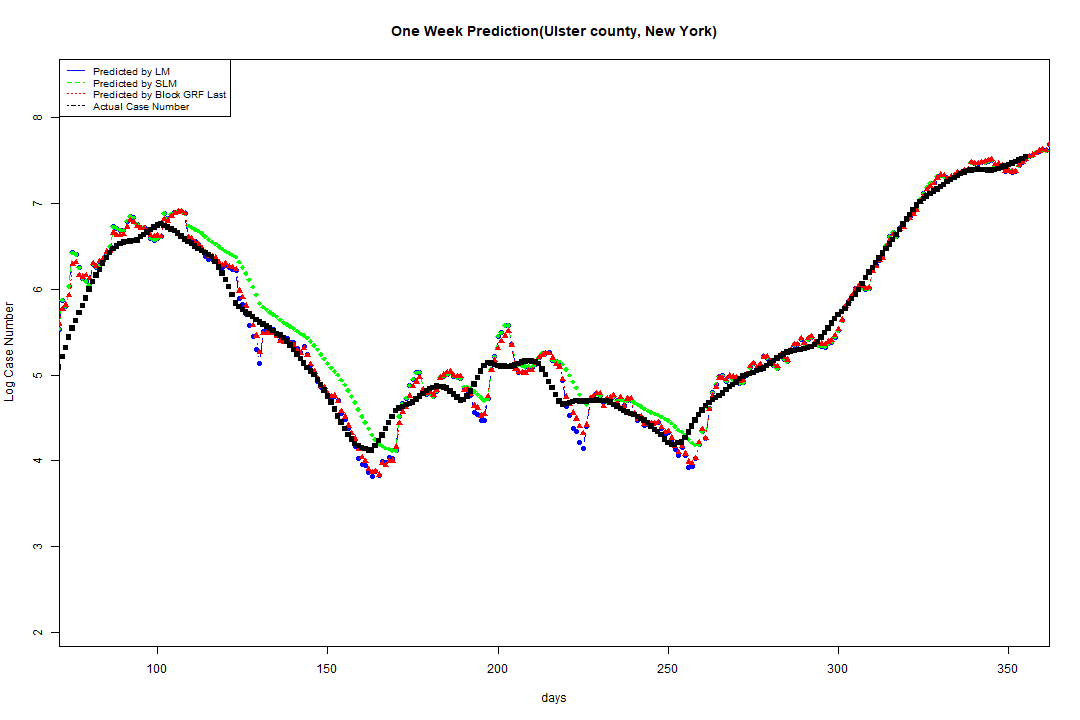 One Week Prediction(Ulster county, New York)
Predicted by LM
Predicted by SLM
Predicted by Block GRF Last
Actual Case Number
Log Case Number
8
7
6
5
4
3
2
100 150 200 250 300 350
days